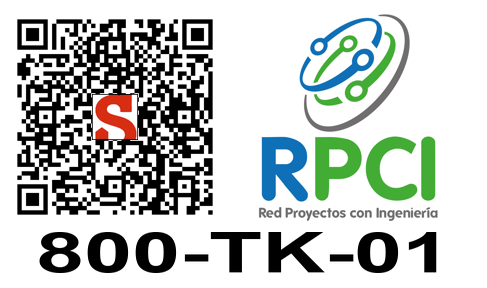 S
RPCI
Red Proyectos con Ingeniería
800-TK-01